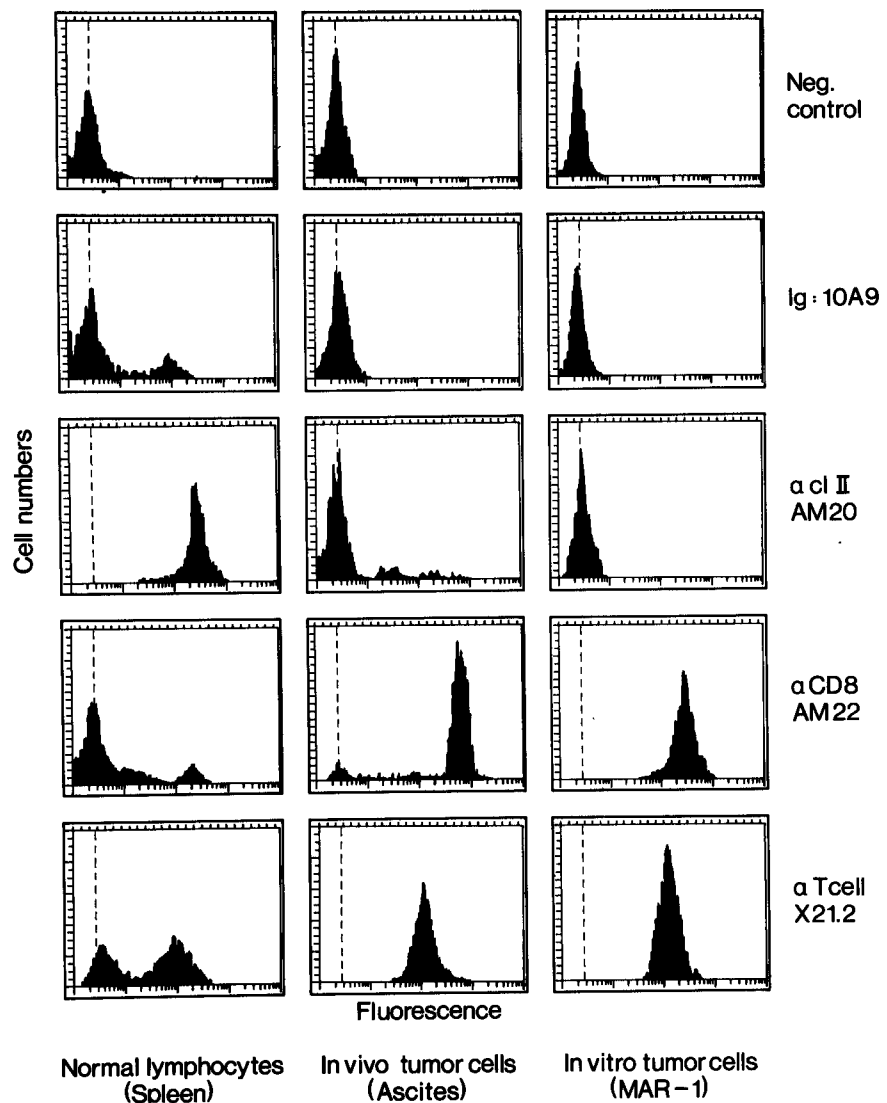 Neg.
control
Ig: 10A9
α cl II
AM20
α CD8
AM22
α Tcell
X21.2
Cell numbers
Fluorescence
Normal lymphocytes
(Spleen)
In vivo tumor cells
(Ascites)
In vitro tumor cells
(MAR-1)